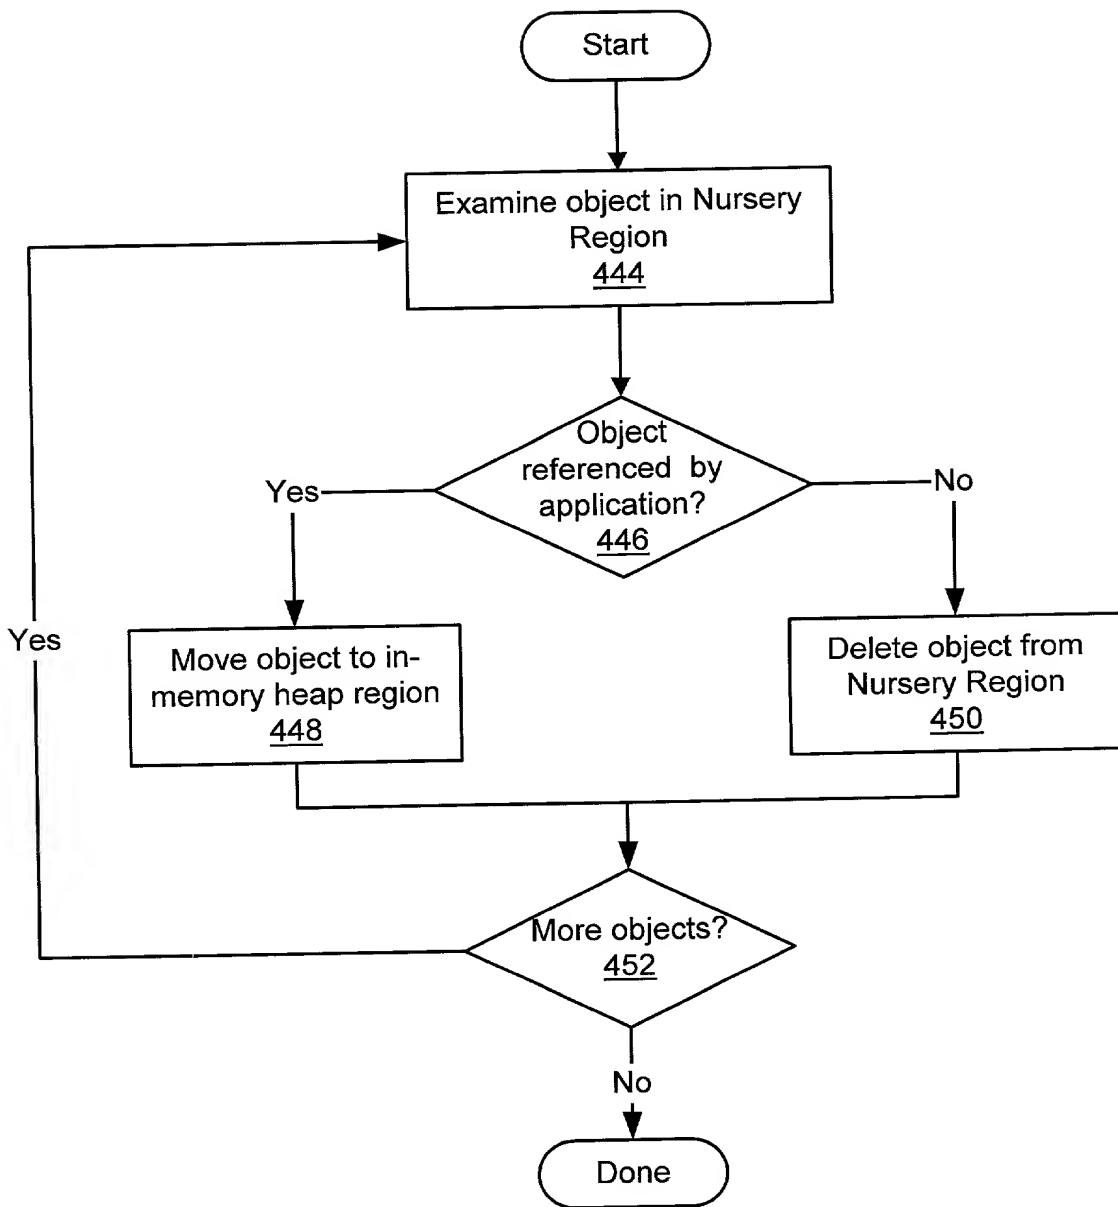 Start
Examine object in Nursery
Region
444
Object
referenced by
application?
446
Yes
No
Yes
Move object to in-
memory heap region
448
Delete object from
Nursery Region
450
More objects?
452
No
Done